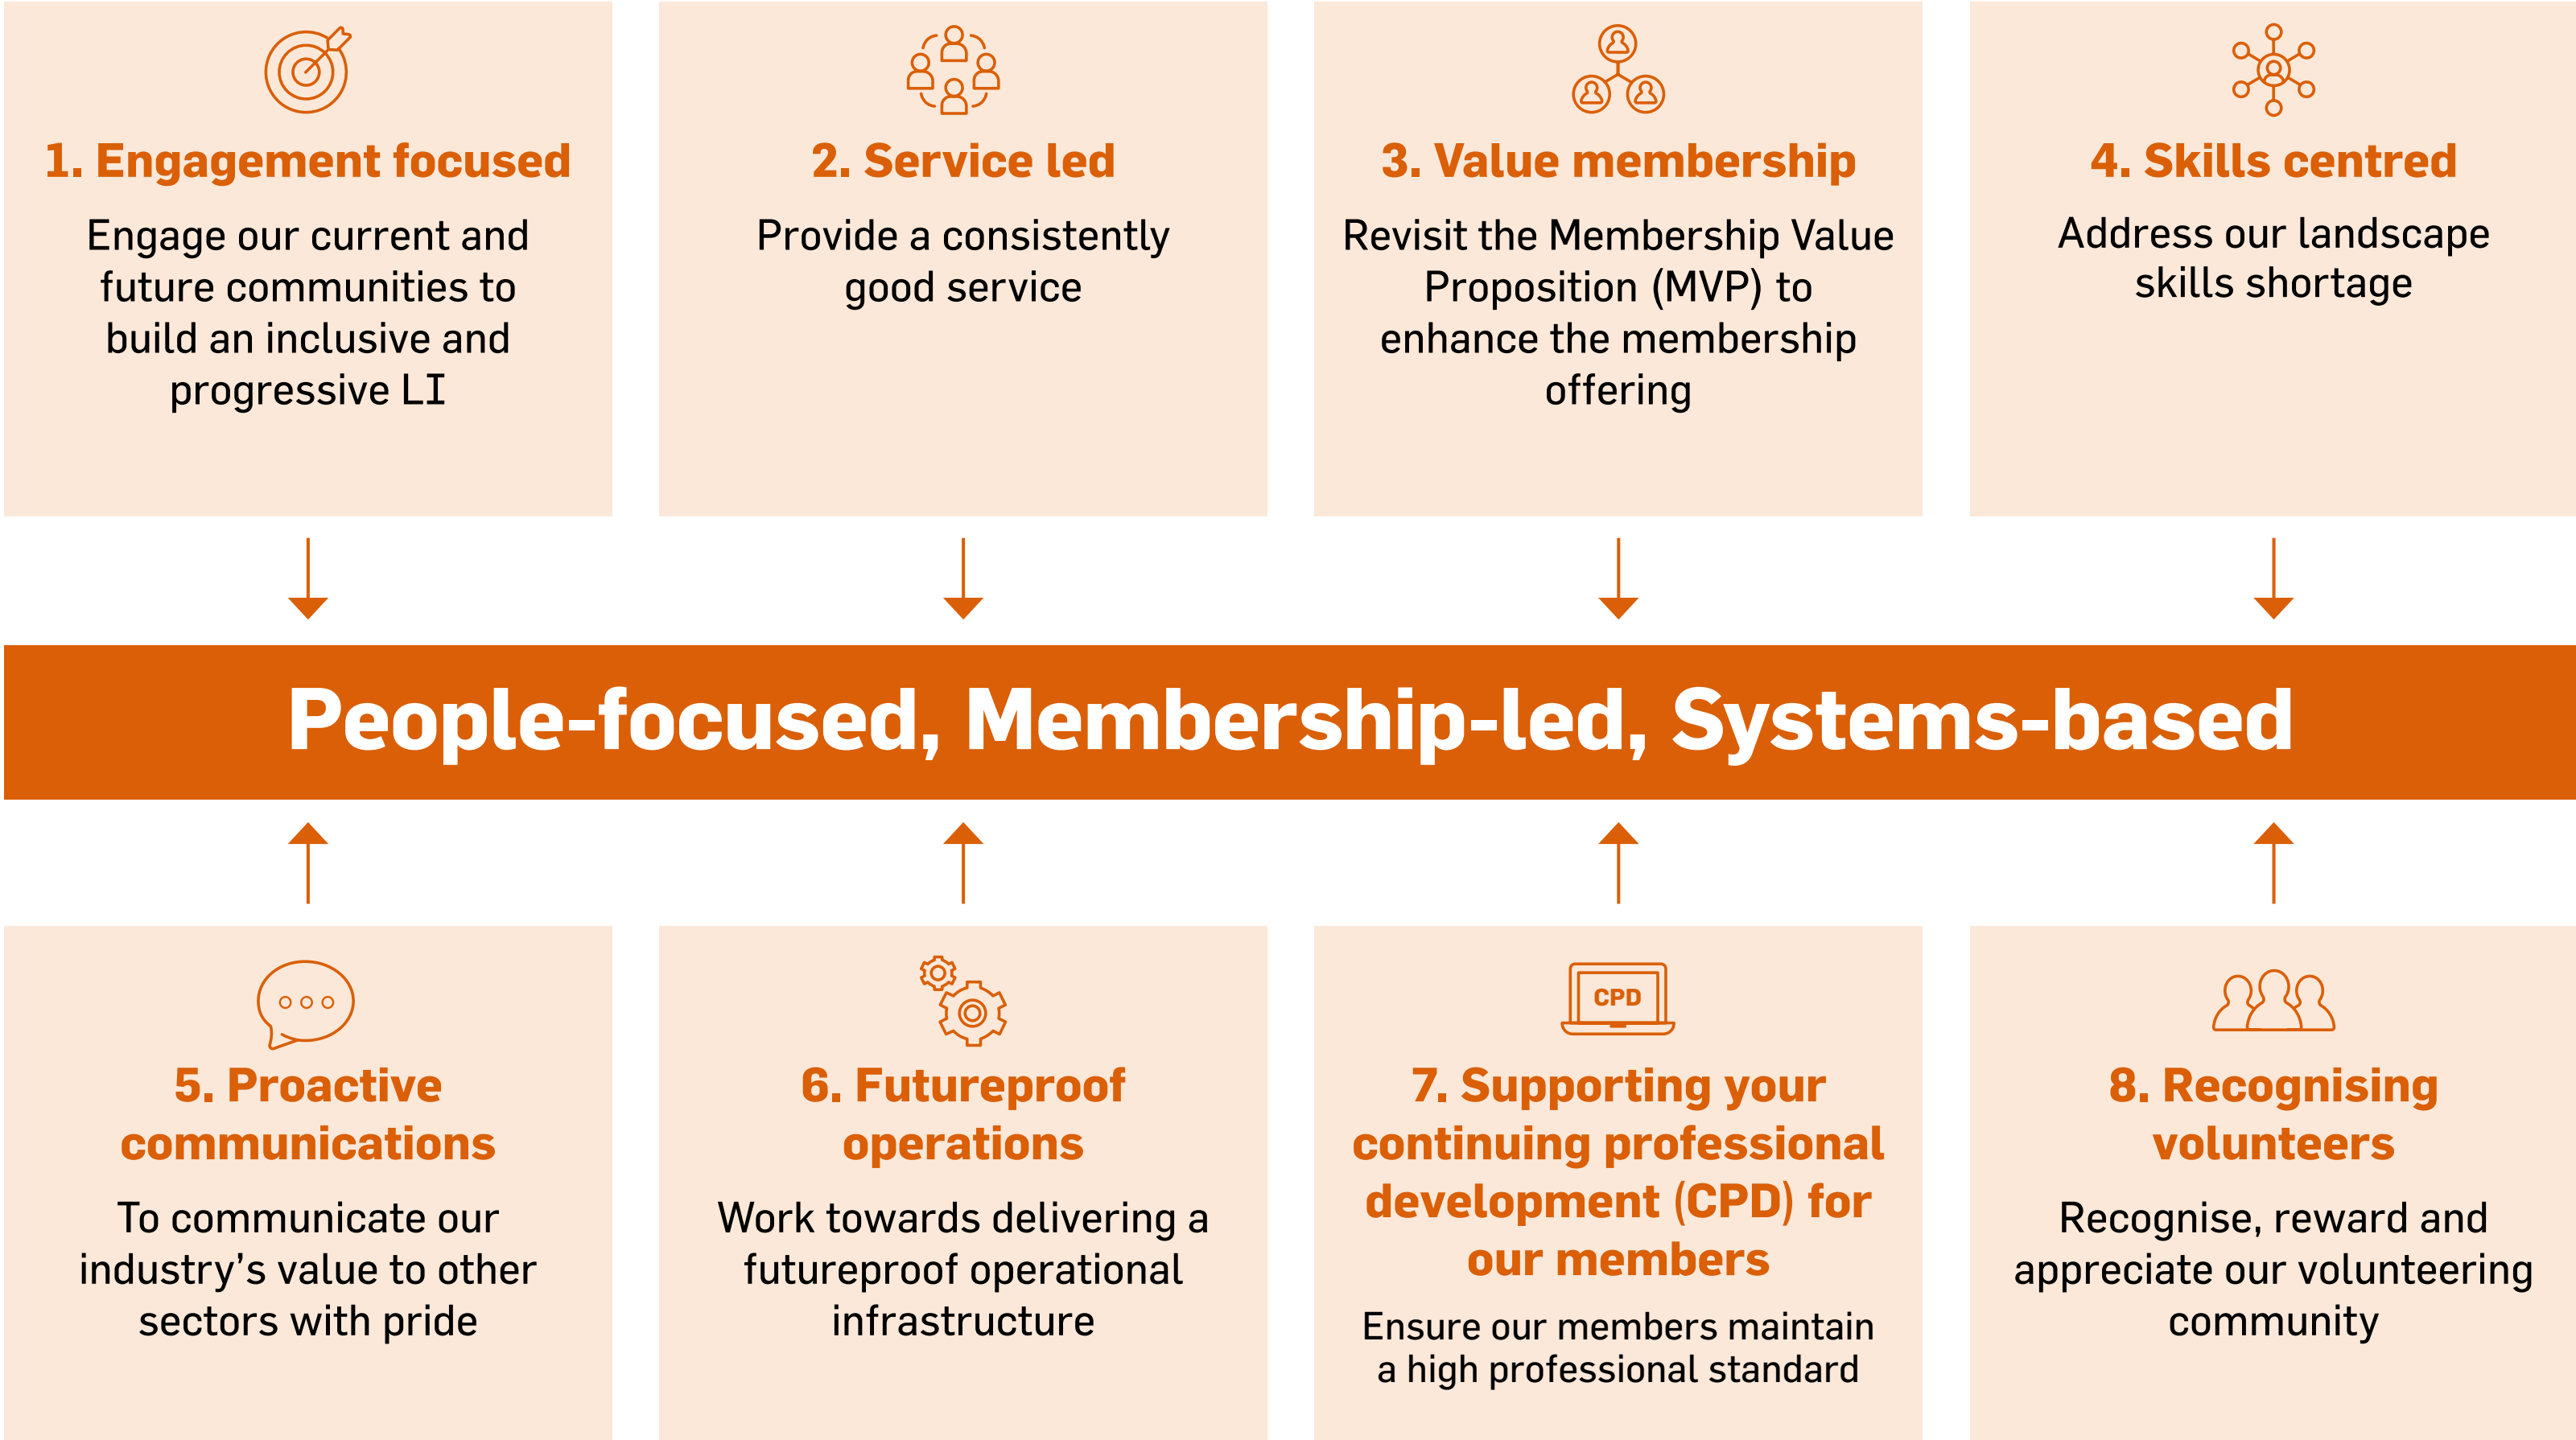 1. Engagement focused
Engage our current and
future communities to
build an inclusive and
progressive LI
2. Service led
Provide a consistently
good service
3. Value membership
Revisit the Membership Value
Proposition (MVP) to
enhance the membership
offering
4. Skills centred
Address our landscape
skills shortage
People-focused, Membership-led, Systems-based
5. Proactive
communications
To communicate our
industry’s value to other
sectors with pride
6. Futureproof
operations
Work towards delivering a
futureproof operational
infrastructure
CPD
7. Supporting your
continuing professional
development (CPD) for
our members
Ensure our members maintain
a high professional standard
8. Recognising
volunteers
Recognise, reward and
appreciate our volunteering
community